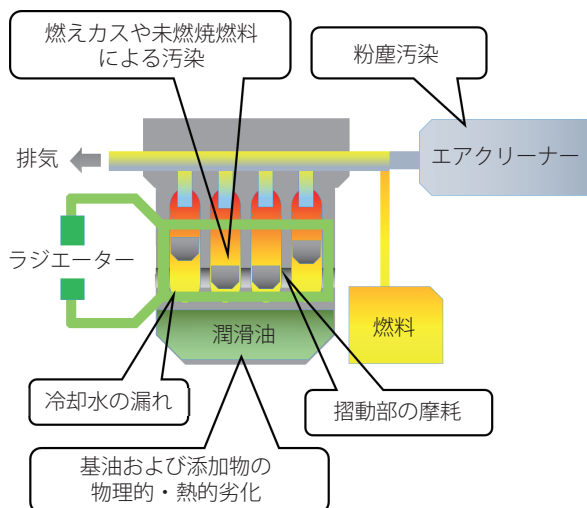 燃えカスや未燃焼燃料
による汚染
粉塵汚染
排気
エアクリーナー
ラジエーター
潤滑油
燃料
冷却水の漏れ
摺動部の摩耗
基油および添加物の
物理的・熱的劣化